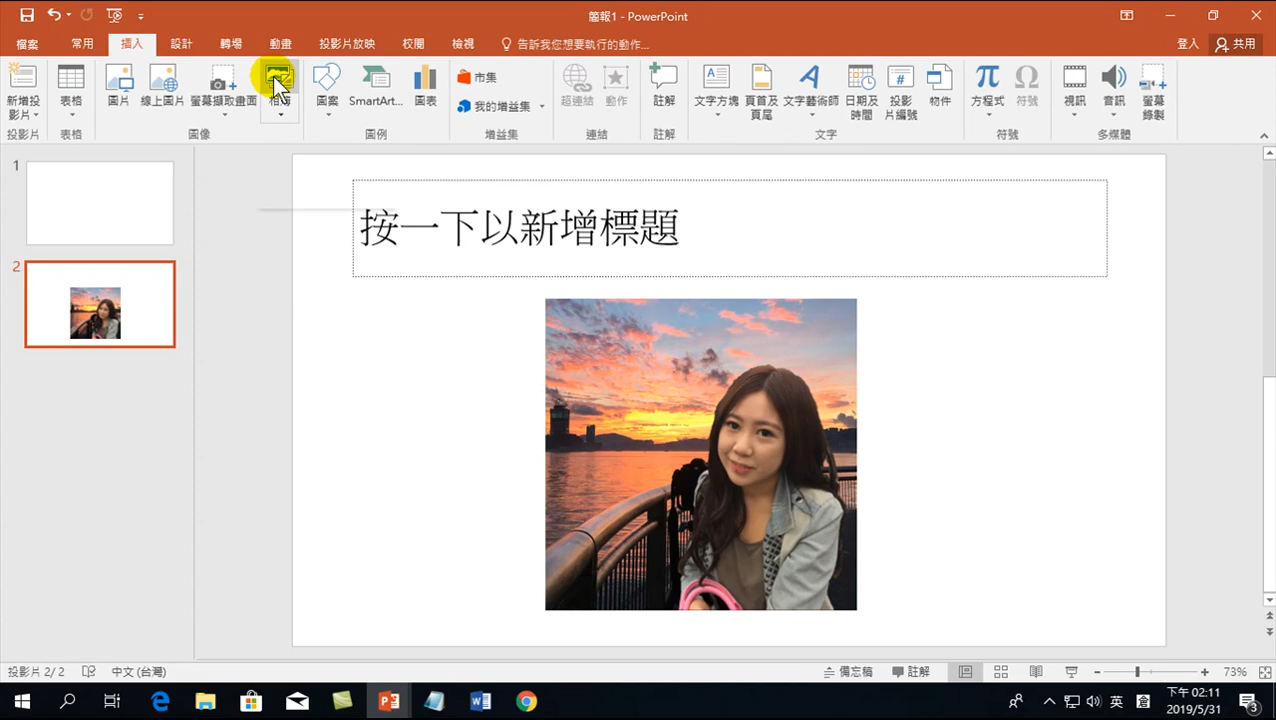 簡報1 - PowerPoint
檔案 常用 插入 設計 轉場 動畫 投影片放映 校閱 檢視 告訴我您想要執行的動作... 登入 共用
新增投影片 表格 圖片 線上圖片 螢幕擷取畫面 圖案 SmartArt... 圖表 市集 我的增益集 超連結 動作 註解 文字方塊 頁首及頁尾 文字藝術師 日期及時間 投影片編號 物件 方程式 符號 視訊 音訊 螢幕錄製
投影片 表格 圖像 圖例 增益集 連結 註解 文字 符號 多媒體
1
2
按一下以新增標題
投影片 2/2 中文 (台灣) 備忘稿 註解 73%
英 下午 02:11
2019/5/31 3